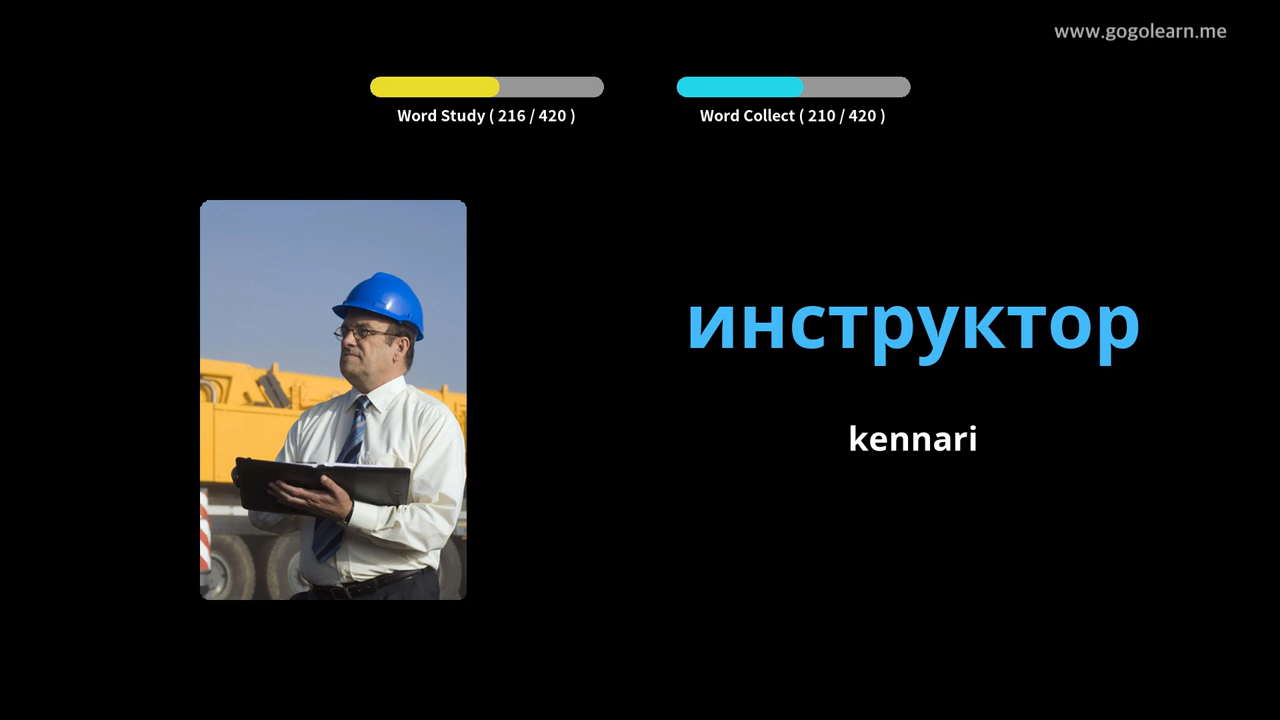 www.gogolearn.me
Word Study ( 216 / 420 )
Word Collect ( 210 / 420 )
инструктор
kennari